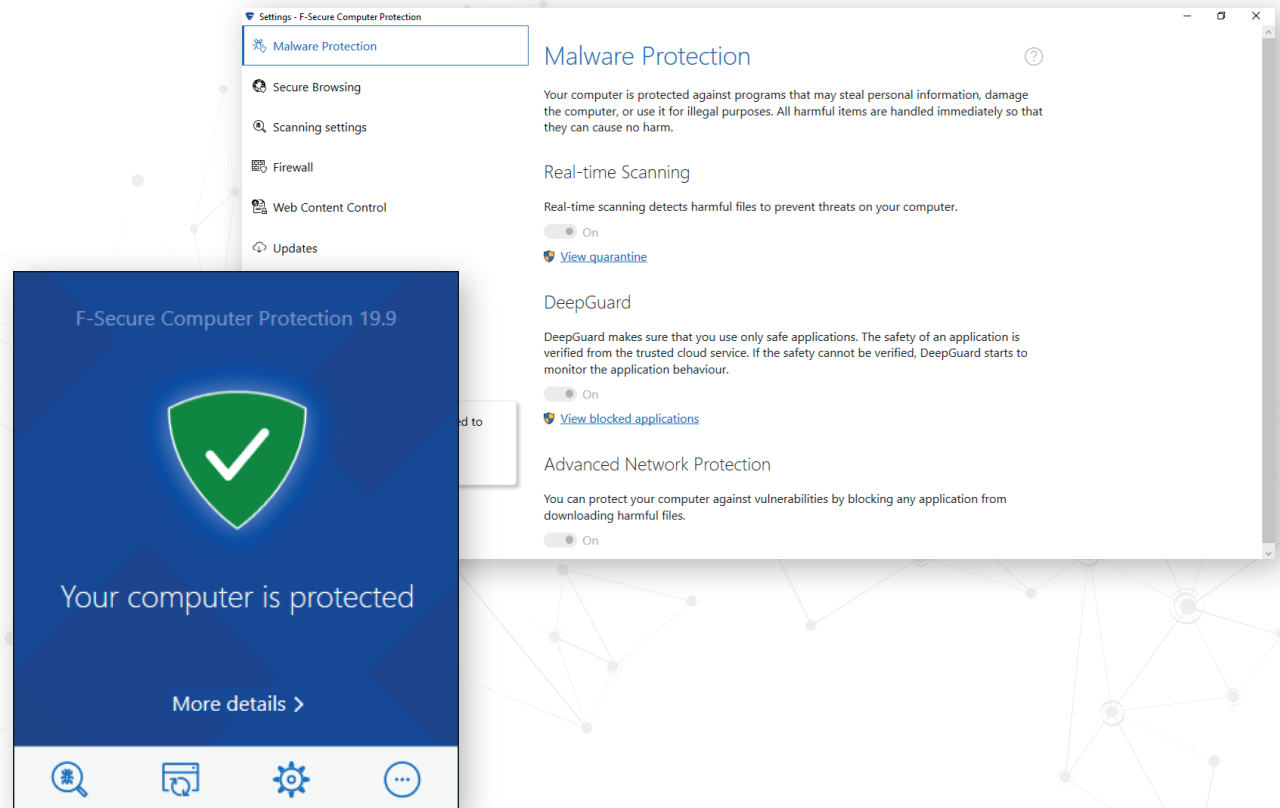 Settings - F-Secure Computer Protection
Malware Protection
Secure Browsing
Scanning settings
Firewall
Web Content Control
Updates
ed to
Malware Protection
?
Your computer is protected against programs that may steal personal information, damage
the computer, or use it for illegal purposes. All harmful items are handled immediately so that
they can cause no harm.
Real-time Scanning
Real-time scanning detects harmful files to prevent threats on your computer.
On
View quarantine
DeepGuard
DeepGuard makes sure that you use only safe applications. The safety of an application is
verified from the trusted cloud service. If the safety cannot be verified, DeepGuard starts to
monitor the application behaviour.
On
View blocked applications
Advanced Network Protection
You can protect your computer against vulnerabilities by blocking any application from
downloading harmful files.
On
F-Secure Computer Protection 19.9
Your computer is protected
More details >